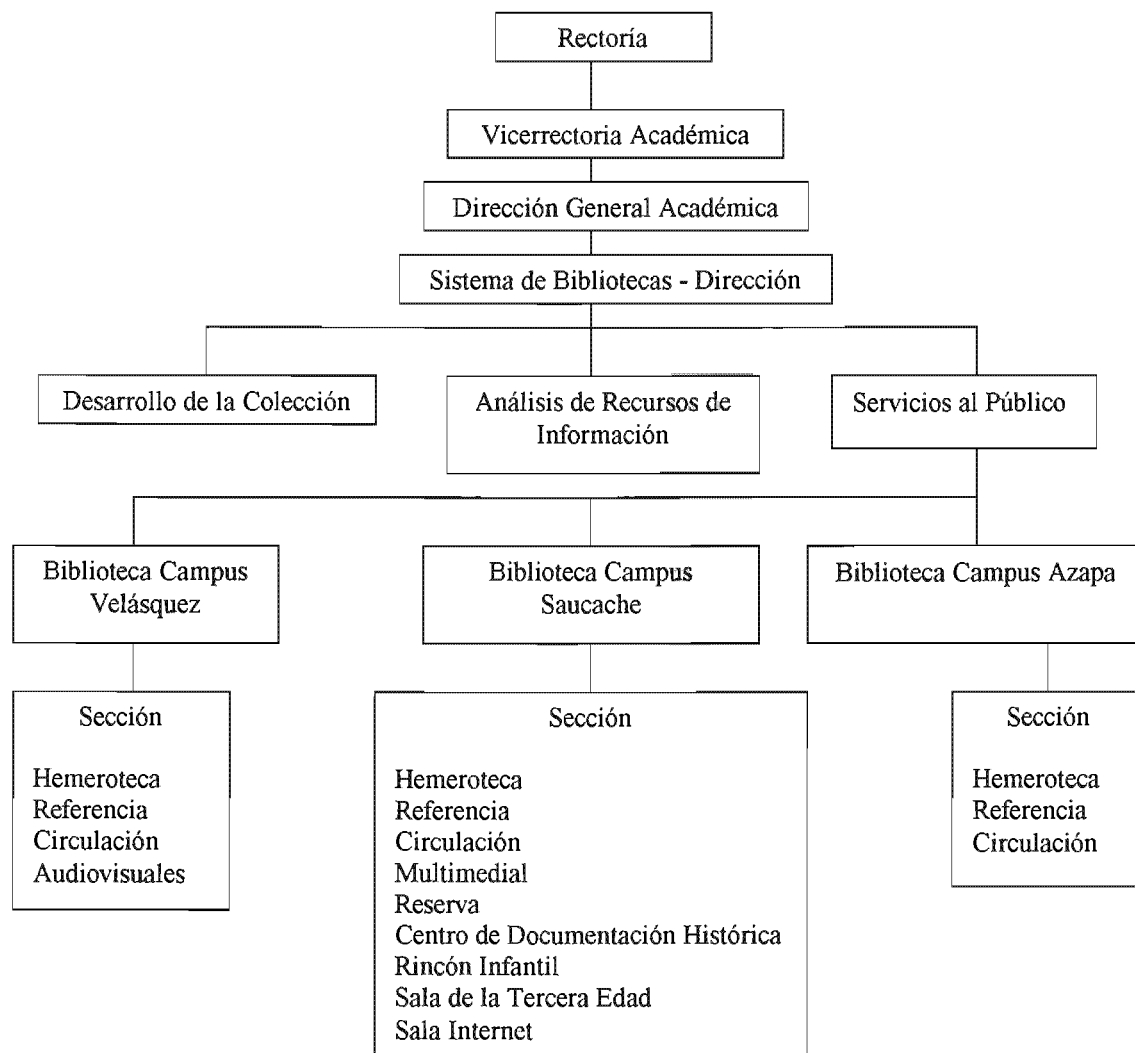 Rectoría
Vicerrectoria Académica
Dirección General Académica
Sistema de Bibliotecas - Dirección
Desarrollo de la Colección
Análisis de Recursos de
Información
Servicios al Público
Biblioteca Campus
Velásquez
Biblioteca Campus
Saucache
Biblioteca Campus Azapa
Sección
Hemeroteca
Referencia
Circulación
Audiovisuales
Sección
Hemeroteca
Referencia
Circulación
Multimedial
Reserva
Centro de Documentación Histórica
Rincón Infantil
Sala de la Tercera Edad
Sala Internet
Sección
Hemeroteca
Referencia
Circulación